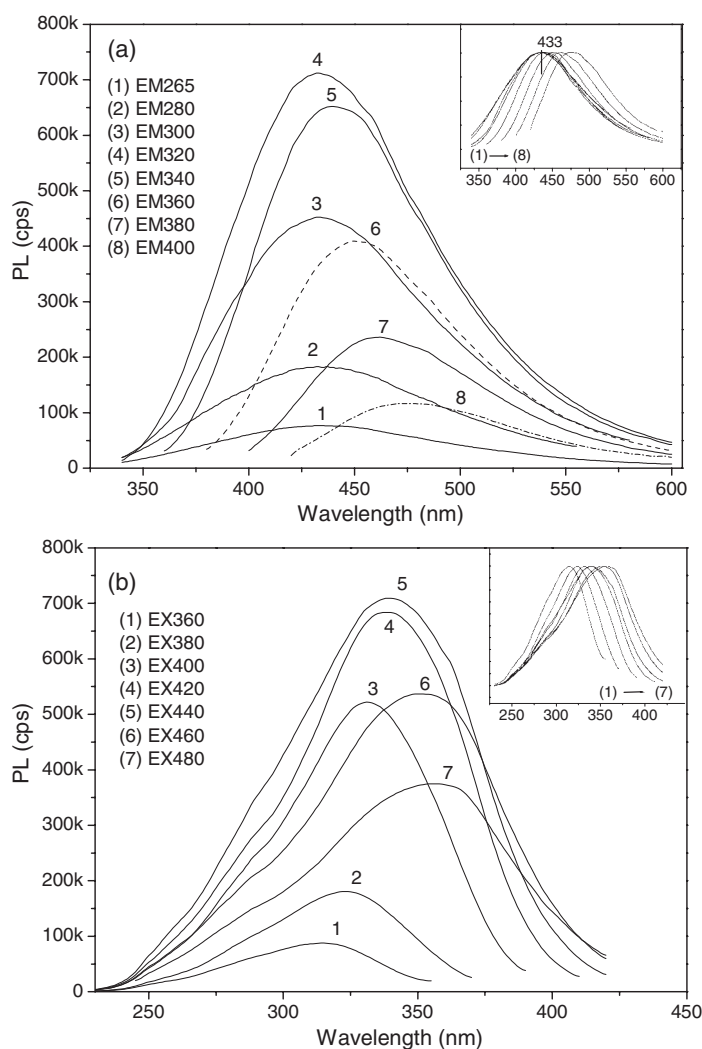 (a)
800k
700k
600k
500k
400k
300k
200k
100k
0
PL (cps)
(1) EM265
(2) EM280
(3) EM300
(4) EM320
(5) EM340
(6) EM360
(7) EM380
(8) EM400
4
5
3
6
7
2
8
1
433
(1) → (8)
350 400 450 500 550 600
350 400 450 500 550 600
Wavelength (nm)
(b)
800k
700k
600k
500k
400k
300k
200k
100k
0
PL (cps)
(1) EX360
(2) EX380
(3) EX400
(4) EX420
(5) EX440
(6) EX460
(7) EX480
5
4
3
6
7
2
1
(1) → (7)
250 300 350 400
250 300 350 400 450
Wavelength (nm)